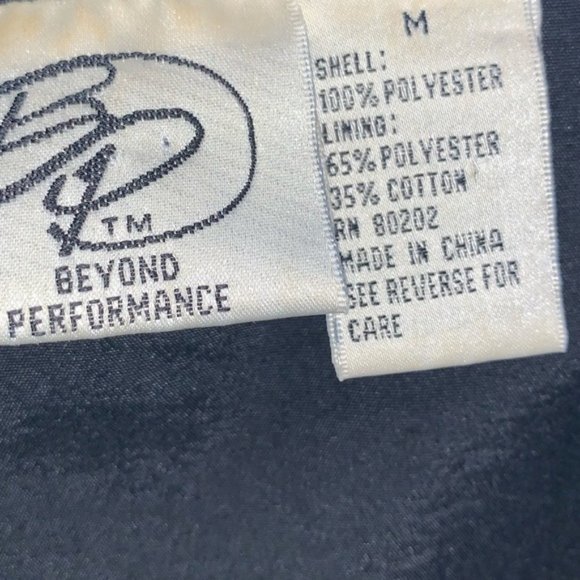 TM
BEYOND
PERFORMANCE
M
SHELL:
100% POLYESTER
LINING:
65% POLYESTER
35% COTTON
RN 80202
MADE IN CHINA
SEE REVERSE FOR
CARE